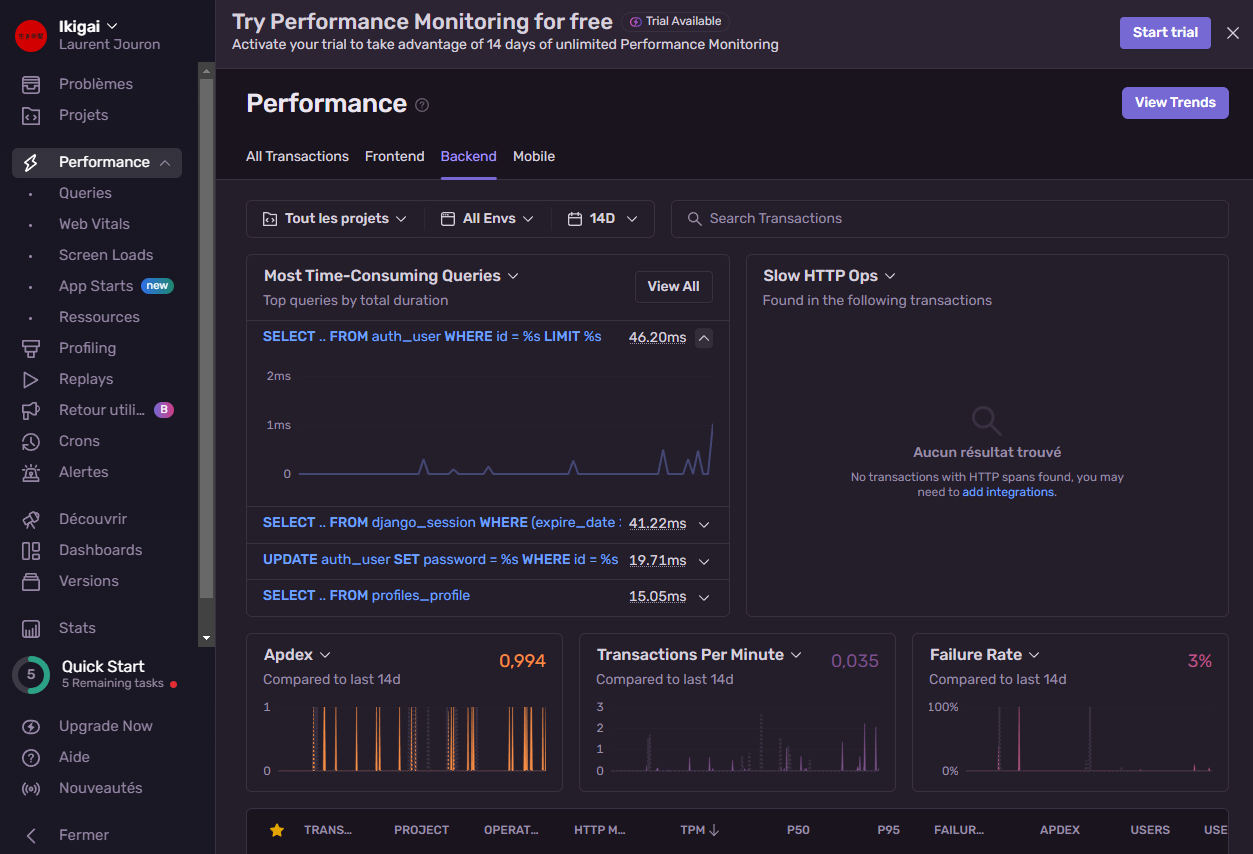 Ikigai
Laurent Jouron
Problèmes
Projets
Performance
Queries
Web Vitals
Screen Loads
App Starts new
Ressources
Profiling
Replays
Retour utili... B
Crons
Alertes
Découvrir
Dashboards
Versions
Stats
5
Quick Start
5 Remaining tasks
Upgrade Now
Aide
Nouveautés
Fermer
Try Performance Monitoring for free Trial Available
Activate your trial to take advantage of 14 days of unlimited Performance Monitoring
Start trial
Performance
View Trends
All Transactions Frontend Backend Mobile
Tout les projets All Envs 14D Search Transactions
Most Time-Consuming Queries
Top queries by total duration
View All
SELECT .. FROM auth_user WHERE id = %s LIMIT %s 46.20ms
2ms
1ms
0
SELECT .. FROM django_session WHERE (expire_date 41.22ms
UPDATE auth_user SET password = %s WHERE id = %s 19.71ms
SELECT .. FROM profiles_profile 15.05ms
Slow HTTP Ops
Found in the following transactions
Aucun résultat trouvé
No transactions with HTTP spans found, you may
need to add integrations.
Apdex
Compared to last 14d
0,994
1
0
Transactions Per Minute
Compared to last 14d
0,035
3
2
1
0
Failure Rate
Compared to last 14d
3%
100%
0%
TRANS... PROJECT OPERAT... HTTP M... TPM P50 P95 FAILUR... APDEX USERS USE